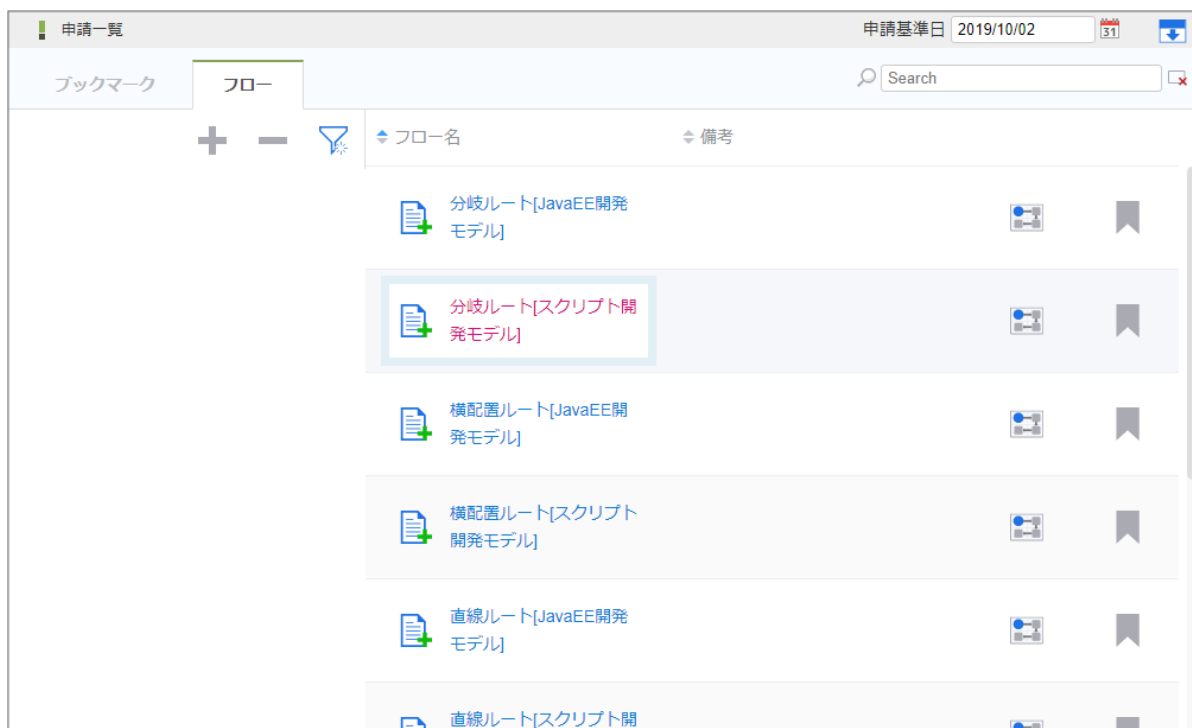 申請一覧
申請基準日 2019/10/02 31
ブックマーク フロー Search
フロー名 備考
分岐ルート[JavaEE開発
モデル]
分岐ルート[スクリプト開
発モデル]
横配置ルート[JavaEE開
発モデル]
横配置ルート[スクリプト
開発モデル]
直線ルート[JavaEE開発
モデル]
直線ルート[スクリプト開